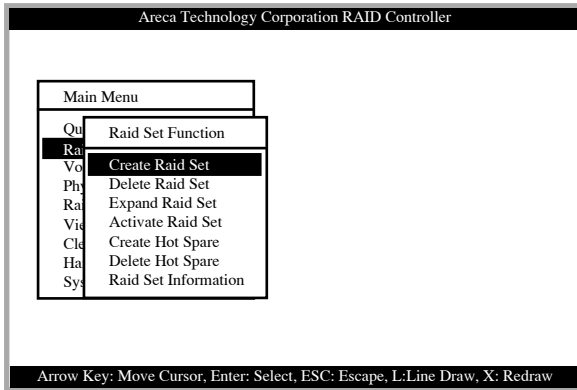 Areca Technology Corporation RAID Controller
Main Menu
Raid Set Function
Create Raid Set
Delete Raid Set
Expand Raid Set
Activate Raid Set
Create Hot Spare
Delete Hot Spare
Raid Set Information
Arrow Key: Move Cursor, Enter: Select, ESC: Escape, L:Line Draw, X: Redraw